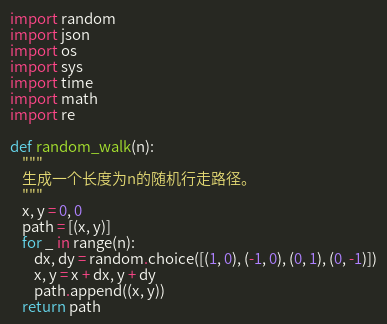 import random
import json
import os
import sys
import time
import math
import re

def random_walk(n):
    """
    生成一个长度为n的随机行走路径。
    """
    x, y = 0, 0
    path = [(x, y)]
    for _ in range(n):
        dx, dy = random.choice([(1, 0), (-1, 0), (0, 1), (0, -1)])
        x, y = x + dx, y + dy
        path.append((x, y))
    return path